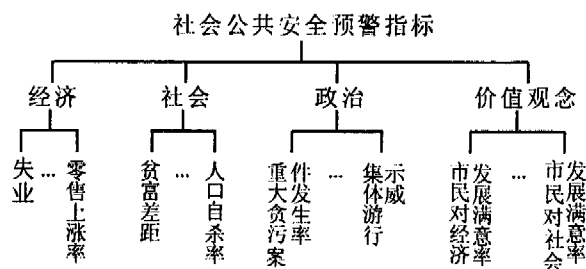 社会公共安全预警指标
经济
社会
政治
价值观念
失业
...
零售上涨率
贫富差距
...
人口自杀率
重大贪污案
件发生率
...
集体游行
示威
市民对经济
发展满意率
...
市民对社会
发展满意率